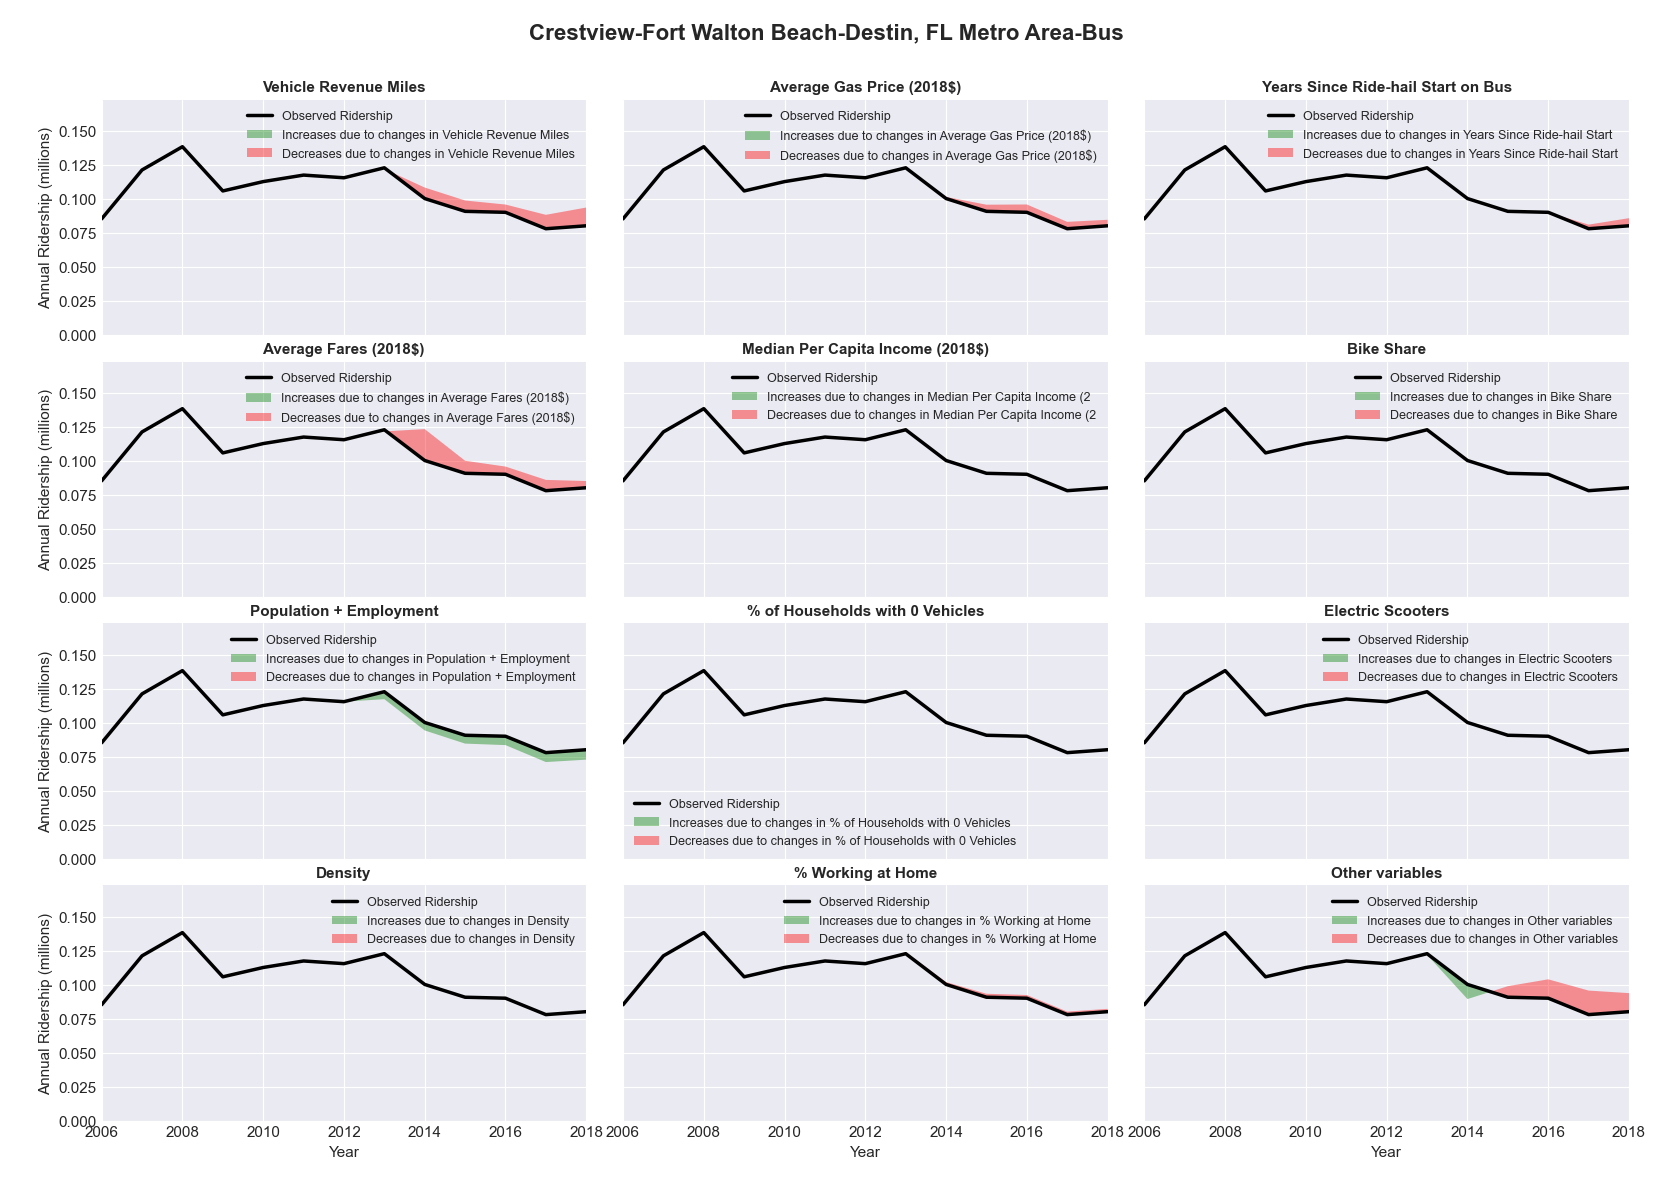 Crestview-Fort Walton Beach-Destin, FL Metro Area-Bus
Vehicle Revenue Miles
Observed Ridership
Increases due to changes in Vehicle Revenue Miles
Decreases due to changes in Vehicle Revenue Miles
Annual Ridership (millions)
0.150
0.125
0.100
0.075
0.050
0.025
0.000
Average Gas Price (2018$)
Observed Ridership
Increases due to changes in Average Gas Price (2018$)
Decreases due to changes in Average Gas Price (2018$)
Years Since Ride-hail Start on Bus
Observed Ridership
Increases due to changes in Years Since Ride-hail Start
Decreases due to changes in Years Since Ride-hail Start
Average Fares (2018$)
Observed Ridership
Increases due to changes in Average Fares (2018$)
Decreases due to changes in Average Fares (2018$)
Annual Ridership (millions)
0.150
0.125
0.100
0.075
0.050
0.025
0.000
Median Per Capita Income (2018$)
Observed Ridership
Increases due to changes in Median Per Capita Income (2
Decreases due to changes in Median Per Capita Income (2
Bike Share
Observed Ridership
Increases due to changes in Bike Share
Decreases due to changes in Bike Share
Population + Employment
Observed Ridership
Increases due to changes in Population + Employment
Decreases due to changes in Population + Employment
Annual Ridership (millions)
0.150
0.125
0.100
0.075
0.050
0.025
0.000
% of Households with 0 Vehicles
Observed Ridership
Increases due to changes in % of Households with 0 Vehicles
Decreases due to changes in % of Households with 0 Vehicles
Electric Scooters
Observed Ridership
Increases due to changes in Electric Scooters
Decreases due to changes in Electric Scooters
Density
Observed Ridership
Increases due to changes in Density
Decreases due to changes in Density
Annual Ridership (millions)
0.150
0.125
0.100
0.075
0.050
0.025
0.000
2006 2008 2010 2012 2014 2016 2018
Year
% Working at Home
Observed Ridership
Increases due to changes in % Working at Home
Decreases due to changes in % Working at Home
2006 2008 2010 2012 2014 2016 2018
Year
Other variables
Observed Ridership
Increases due to changes in Other variables
Decreases due to changes in Other variables
2006 2008 2010 2012 2014 2016 2018
Year